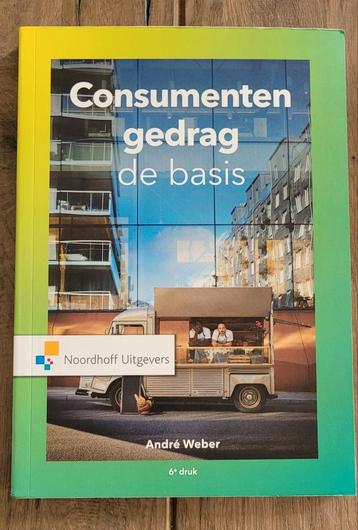 Consumenten
gedrag
de basis
Noordhoff Uitgevers
André Weber
6e druk